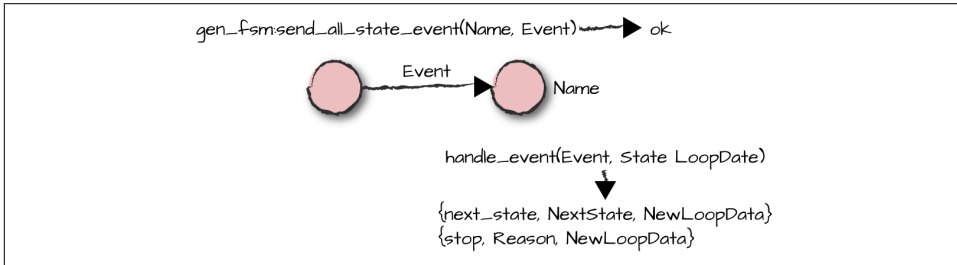 gen_fsm:send_all_state_event(Name, Event) ok
Event
Name
handle_event(Event, State LoopDate)
{next_state, NextState, NewLoopData}
{stop, Reason, NewLoopData}